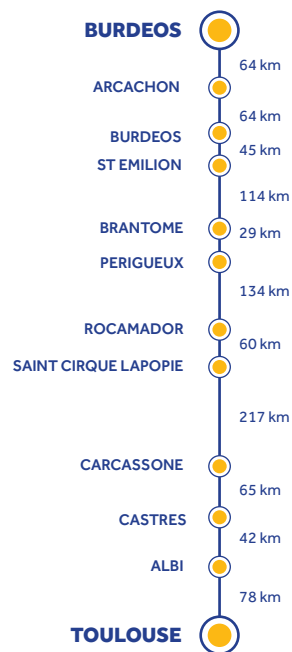 BURDEOS
64 km
ARCACHON
64 km
BURDEOS
45 km
ST EMILION
114 km
BRANTOME
29 km
PERIGUEUX
134 km
ROCAMADOR
60 km
SAINT CIRQUE LAPOPIE
217 km
CARCASSONE
65 km
CASTRES
42 km
ALBI
78 km
TOULOUSE